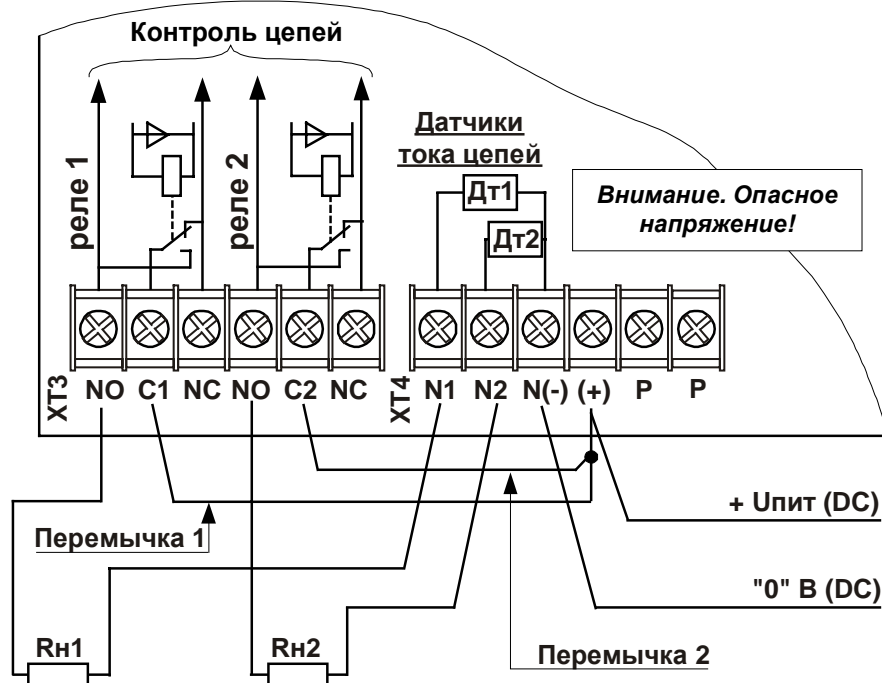 Контроль цепей
реле 1
реле 2
Датчики
тока цепей
Дт1
Дт2
Внимание. Опасное
напряжение!
XT3
NO C1 NC NO C2 NC
XT4
N1 N2 N(-) (+) P P
+ Uпит (DC)
Перемычка 1
"0" В (DC)
Rн1
Rн2
Перемычка 2